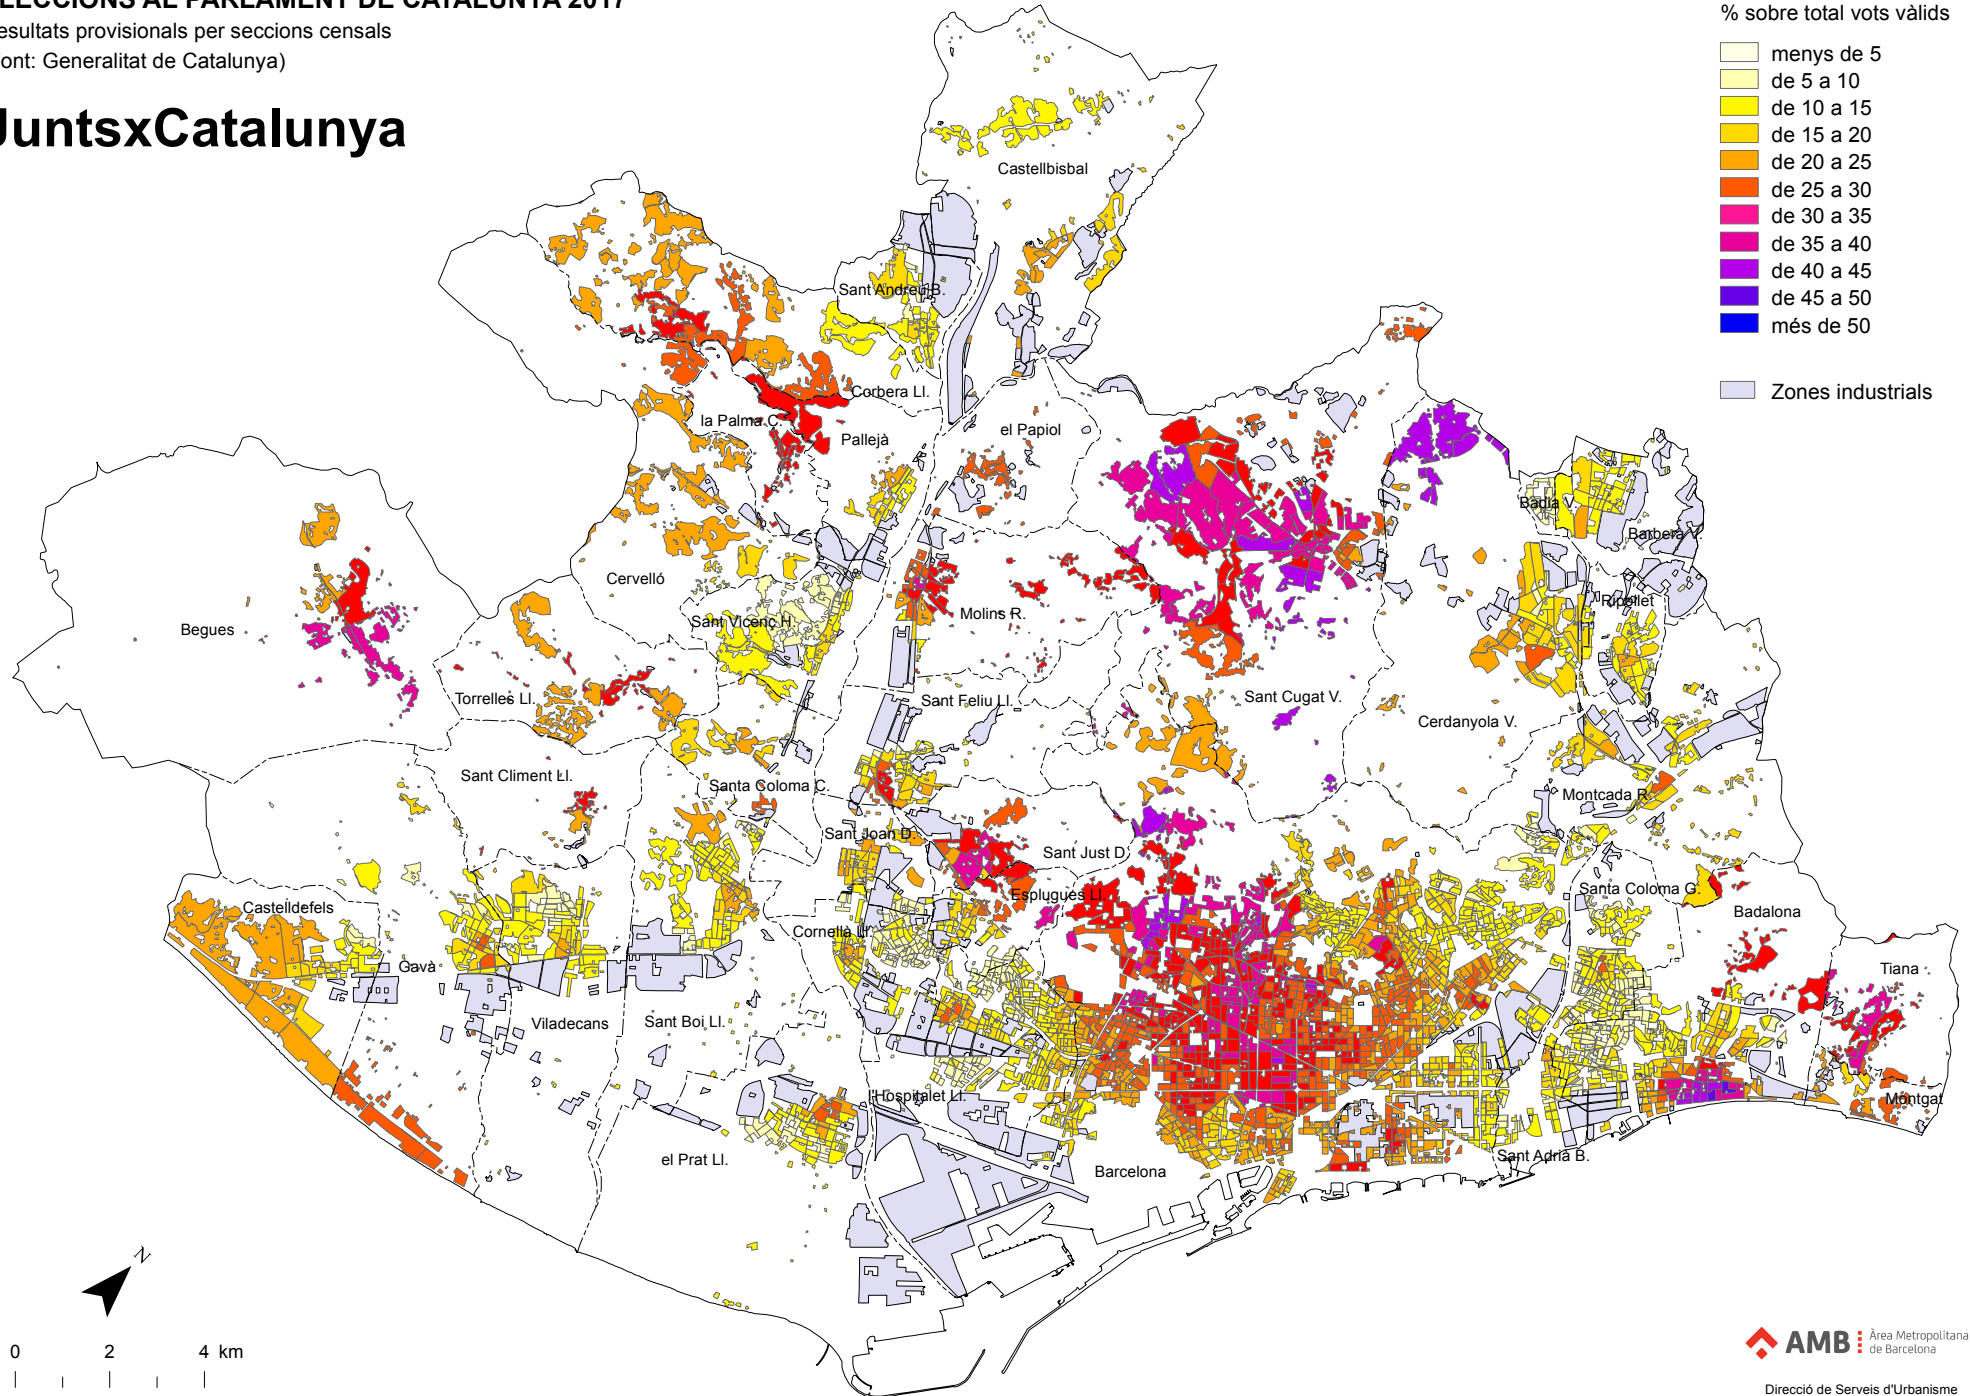 LECCIONS AL PARLAMENT DE CATALUNYA 2017
esultats provisionals per seccions censals
ont: Generalitat de Catalunya)
JuntsxCatalunya
% sobre total vots vàlids
menys de 5
de 5 a 10
de 10 a 15
de 15 a 20
de 20 a 25
de 25 a 30
de 30 a 35
de 35 a 40
de 40 a 45
de 45 a 50
més de 50
Zones industrials
Castellbisbal
Sant Andreu B.
Corbera Ll.
la Palma C.
Pallejà
el Papiol
Badia V.
Barberà V.
Cervelló
Ripollet
Begues
Sant Vicenç H.
Molins R.
Torrelles Ll.
Sant Feliu Ll.
Sant Cugat V.
Cerdanyola V.
Sant Climent Ll.
Santa Coloma C.
Montcada R.
Sant Joan D.
Sant Just D.
Esplugues Ll.
Santa Coloma G.
Castelldefels
Badalona
Cornellà Ll.
Gavà
Tiana
Viladecans
Sant Boi Ll.
l'Hospitalet Ll.
Montgat
el Prat Ll.
Barcelona
Sant Adrià B.
N
0 2 4 km
AMB Àrea Metropolitana
de Barcelona
Direcció de Serveis d'Urbanisme